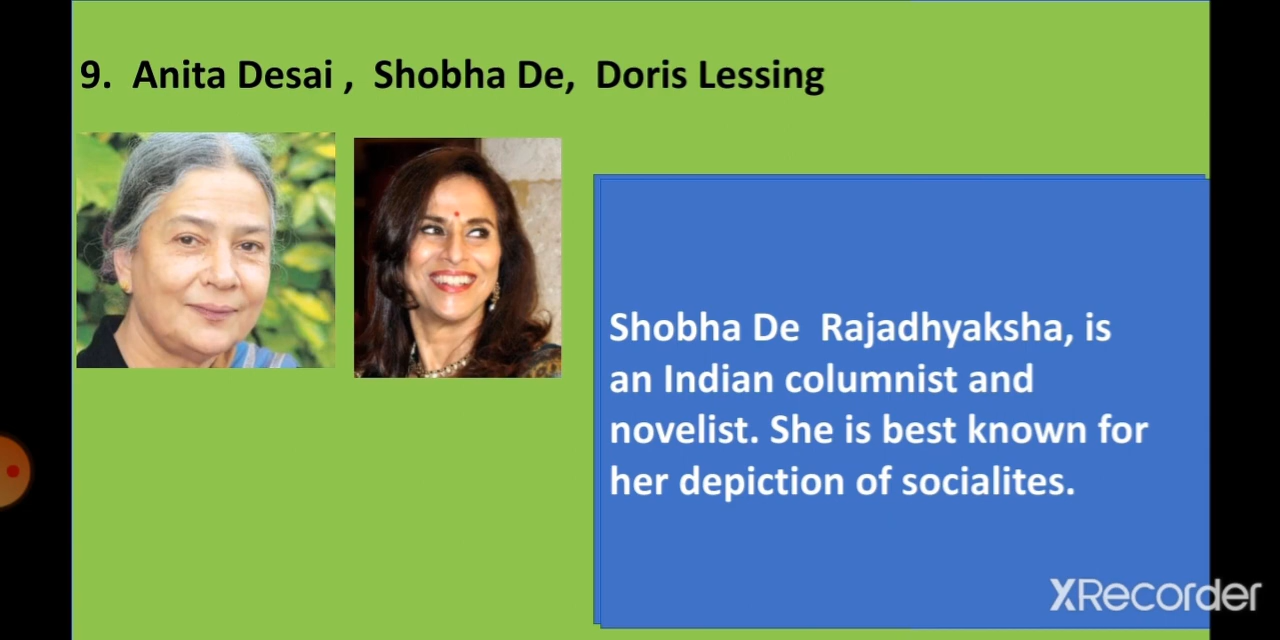 9. Anita Desai , Shobha De, Doris Lessing
Shobha De Rajadhyaksha, is
an Indian columnist and
novelist. She is best known for
her depiction of socialites.
XRecorder